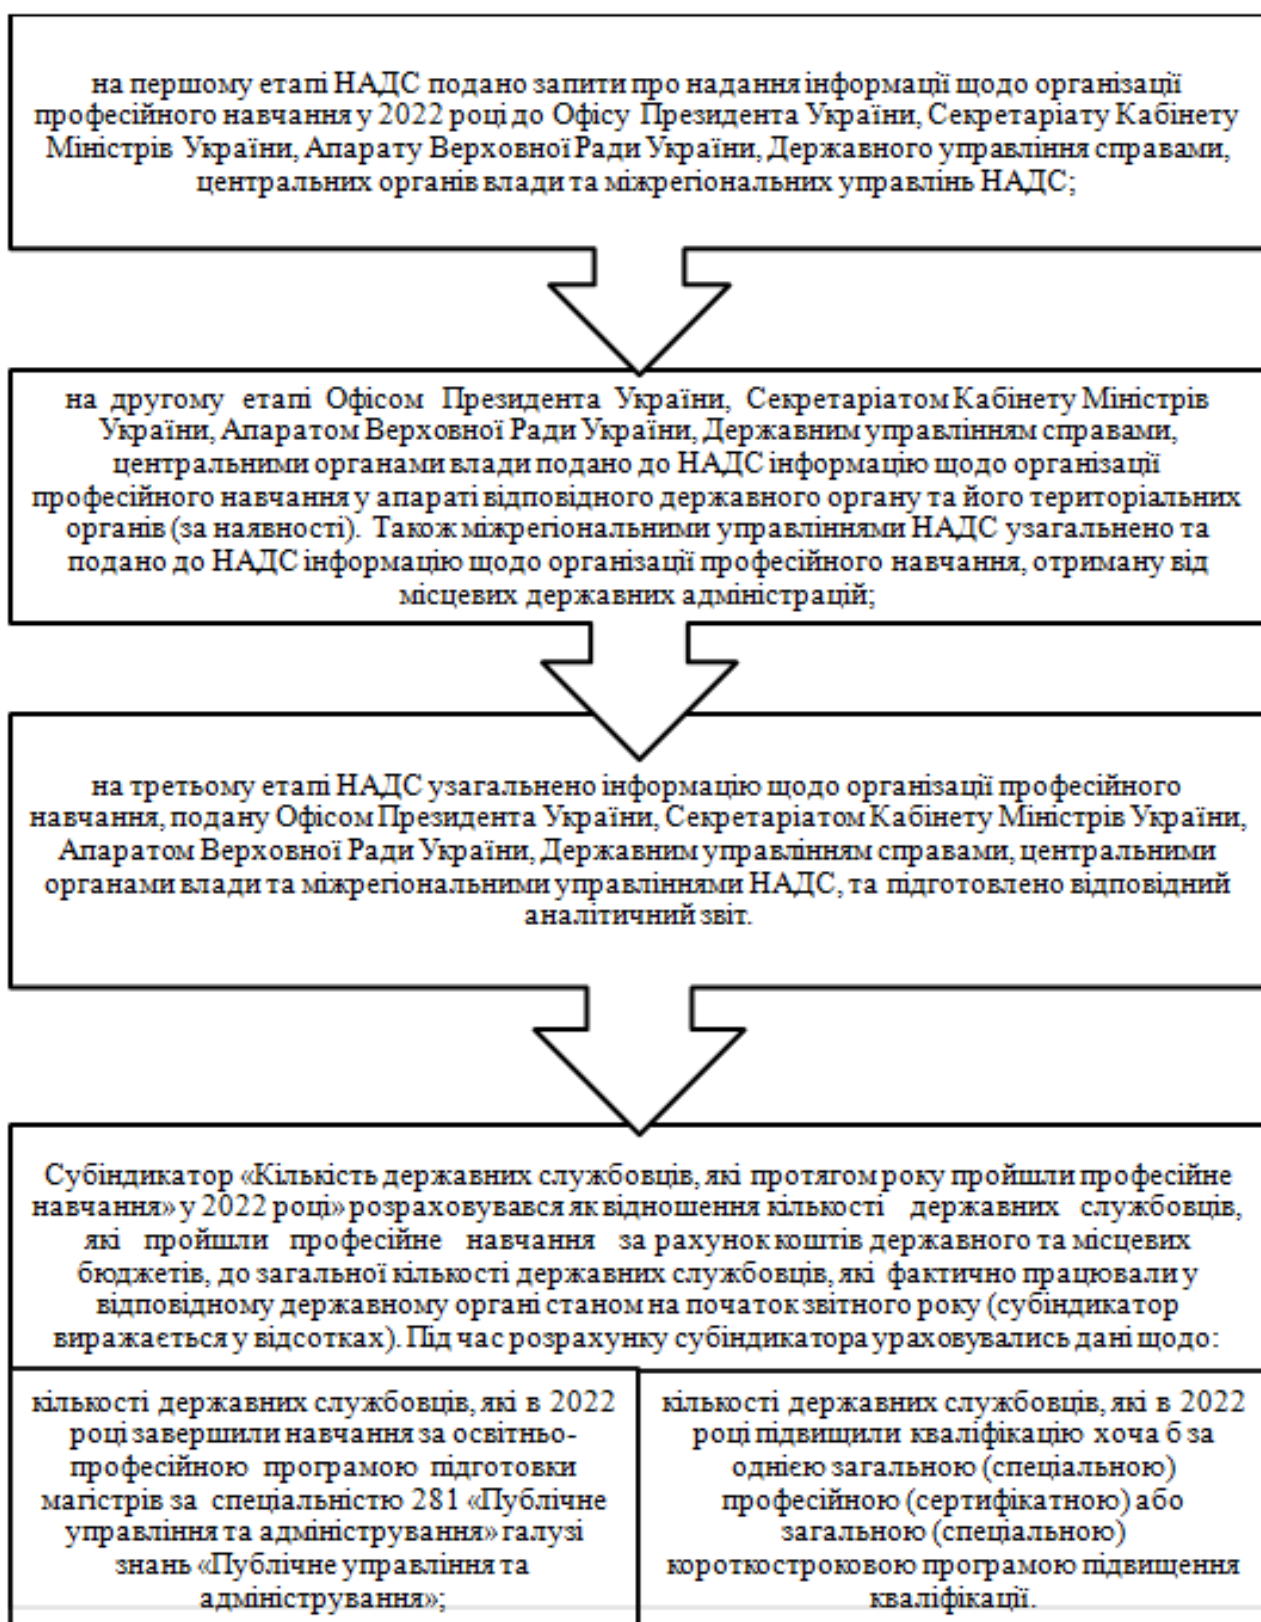 на першому етапі НАДС подано запити про надання інформації щодо організації
професійного навчання у 2022 році до Офісу Президента України, Секретаріату Кабінету
Міністрів України, Апарату Верховної Ради України, Державного управління справами,
центральних органів влади та міжрегіональних управлінь НАДС;
на другому етапі Офісом Президента України, Секретаріатом Кабінету Міністрів
України, Апаратом Верховної Ради України, Державним управлінням справами,
центральними органами влади подано до НАДС інформацію щодо організації
професійного навчання у апараті відповідного державного органу та його територіальних
органів (за наявності). Також міжрегіональними управліннями НАДС узагальнено та
подано до НАДС інформацію щодо організації професійного навчання, отриману від
місцевих державних адміністрацій;
на третьому етапі НАДС узагальнено інформацію щодо організації професійного
навчання, подану Офісом Президента України, Секретаріатом Кабінету Міністрів України,
Апаратом Верховної Ради України, Державним управлінням справами, центральними
органами влади та міжрегіональними управліннями НАДС, та підготовлено відповідний
аналітичний звіт.
Субіндикатор «Кількість державних службовців, які протягом року пройшли професійне
навчання» у 2022 році» розраховувався як відношення кількості державних службовців,
які пройшли професійне навчання за рахунок коштів державного та місцевих
бюджетів, до загальної кількості державних службовців, які фактично працювали у
відповідному державному органі станом на початок звітного року (субіндикатор
виражається у відсотках). Під час розрахунку субіндикатора ураховувались дані щодо:
кількості державних службовців, які в 2022
році завершили навчання за освітньо-
професійною програмою підготовки
магістрів за спеціальністю 281 «Публічне
управління та адміністрування» галузі
знань «Публічне управління та
адміністрування»;
кількості державних службовців, які в 2022
році підвищили кваліфікацію хоча б за
однією загальною (спеціальною)
професійною (сертифікатною) або
загальною (спеціальною)
короткостроковою програмою підвищення
кваліфікації.